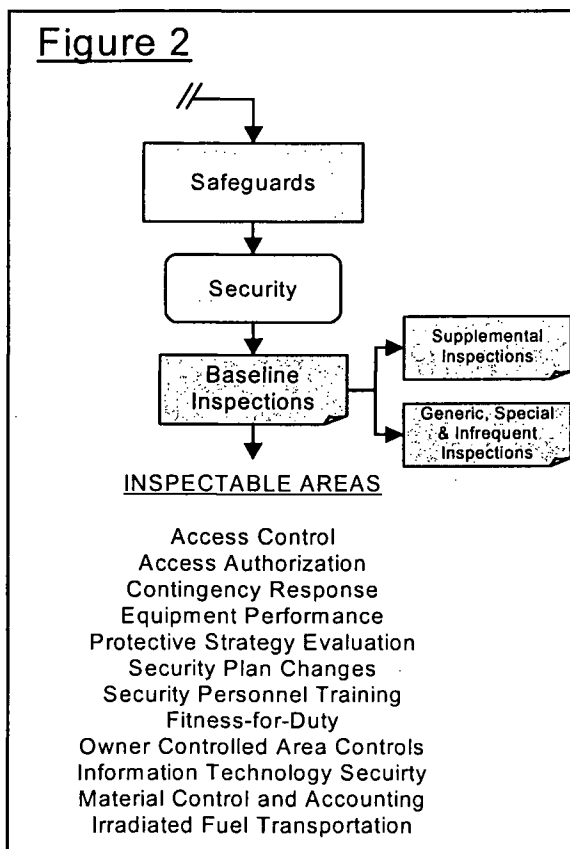 Figure 2
Safeguards
Security
Baseline
Inspections
Supplemental
Inspections
Generic, Special
& Infrequent
Inspections
INSPECTABLE AREAS
Access Control
Access Authorization
Contingency Response
Equipment Performance
Protective Strategy Evaluation
Security Plan Changes
Security Personnel Training
Fitness-for-Duty
Owner Controlled Area Controls
Information Technology Secuirty
Material Control and Accounting
Irradiated Fuel Transportation